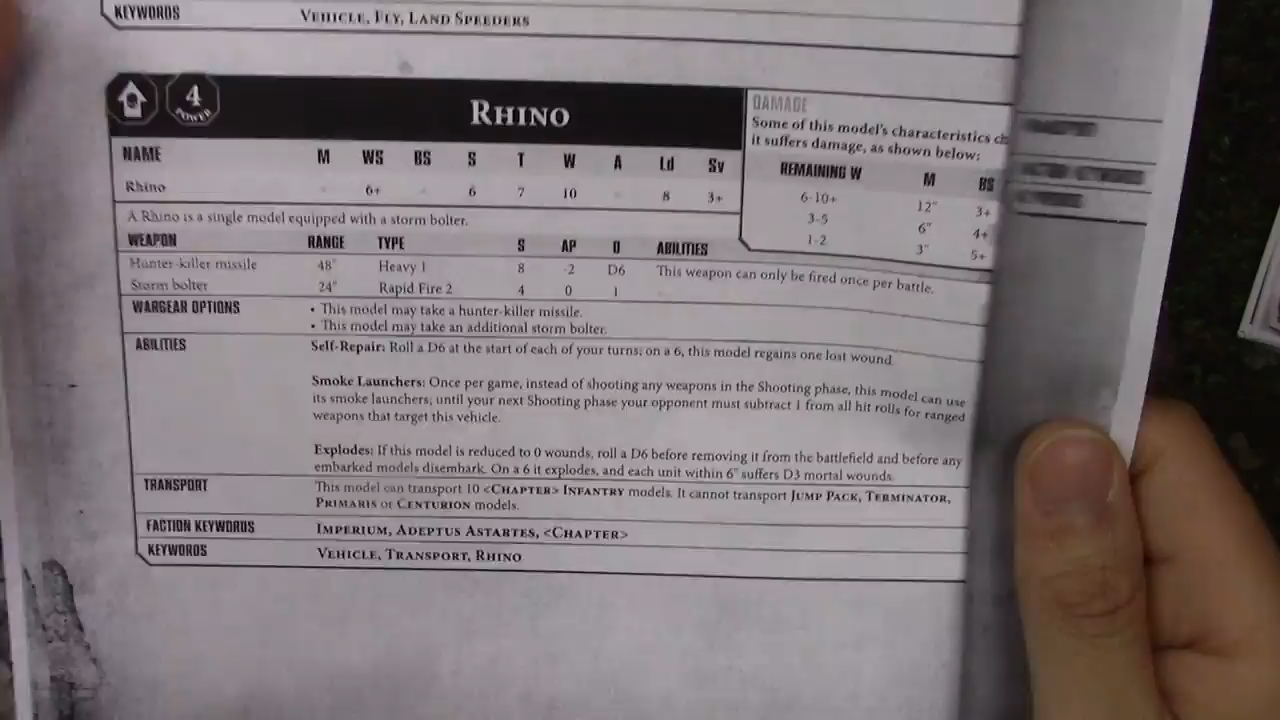 KEYWORDS VEHICLE, FLY, LAND SPEEDERS
4 POWER RHINO
DAMAGE
Some of this model's characteristics
it suffers damage, as shown below:
REMAINING W M BS
6-10+ 12" 3+
3-5 6" 4+
1-2 3" 5+
NAME M WS BS S T W A Ld Sv
Rhino - 6+ - 6 7 10 - 8 3+
A Rhino is a single model equipped with a storm bolter.
WEAPON RANGE TYPE S AP D ABILITIES
Hunter-killer missile 48" Heavy 1 8 -2 D6 This weapon can only be fired once per battle.
Storm bolter 24" Rapid Fire 2 4 0 1
WARGEAR OPTIONS • This model may take a hunter-killer missile.
• This model may take an additional storm bolter.
ABILITIES Self-Repair: Roll a D6 at the start of each of your turns; on a 6, this model regains one lost wound.
Smoke Launchers: Once per game, instead of shooting any weapons in the Shooting phase, this model can use
its smoke launchers; until your next Shooting phase your opponent must subtract 1 from all hit rolls for ranged
weapons that target this vehicle.
Explodes: If this model is reduced to 0 wounds, roll a D6 before removing it from the battlefield and before any
embarked models disembark. On a 6 it explodes, and each unit within 6" suffers D3 mortal wounds.
TRANSPORT This model can transport 10 <CHAPTER> INFANTRY models. It cannot transport JUMP PACK, TERMINATOR,
PRIMARIS or CENTURION models.
FACTION KEYWORDS IMPERIUM, ADEPTUS ASTARTES, <CHAPTER>
KEYWORDS VEHICLE, TRANSPORT, RHINO